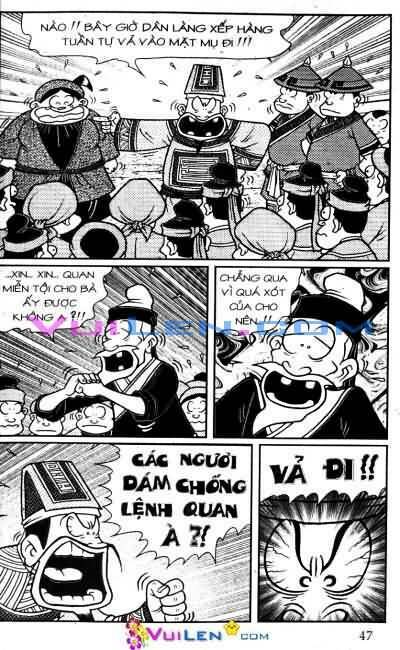 NÀO !! BÂY GIỜ DÂN LÀNG XẾP HÀNG
TUẦN TỰ VẢ VÀO MẶT MỤ ĐI !!!
..XIN.. XIN.. QUAN
MIỄN TỘI CHO BÀ
ẤY ĐƯỢC
KHÔNG Ạ ?!!
CHẲNG QUA
VÌ QUÁ XÓT
CỦA CHO
NÊN..
VUILEN.COM
CÁC NGƯƠI
DÁM CHỐNG
LỆNH QUAN
À ?!
VẢ ĐI !!
VUILEN.COM
47